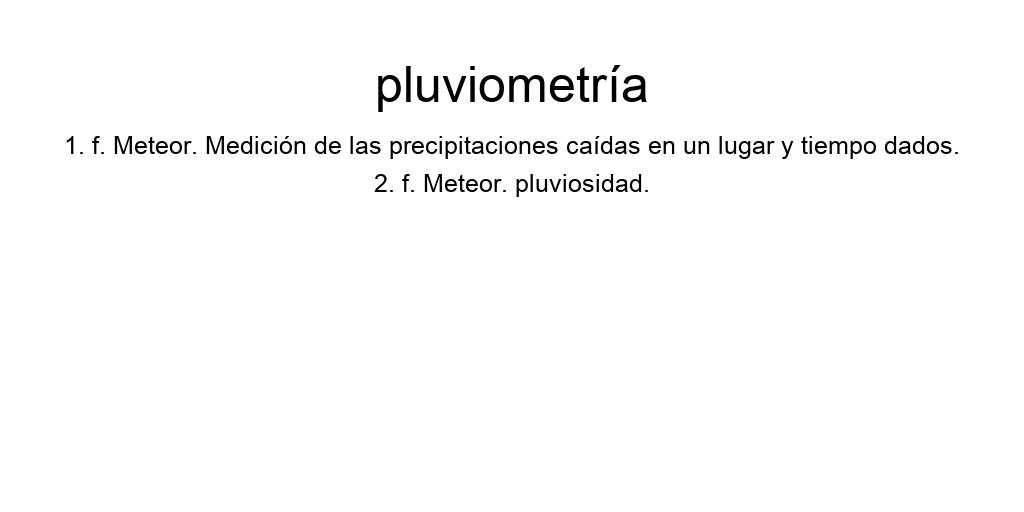 pluviometría
1. f. Meteor. Medición de las precipitaciones caídas en un lugar y tiempo dados.
2. f. Meteor. pluviosidad.